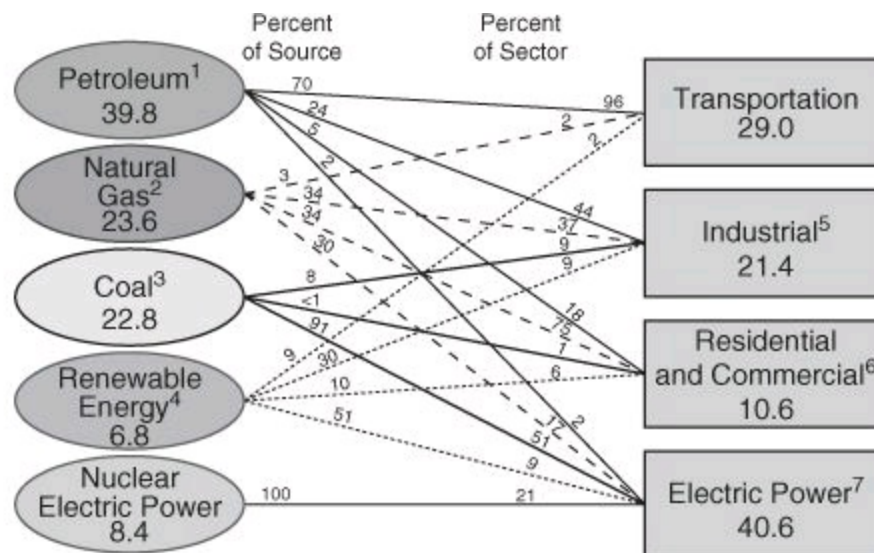 Percent
of Source
Percent
of Sector
Petroleum¹
39.8
Natural
Gas²
23.6
Coal³
22.8
Renewable
Energy⁴
6.8
Nuclear
Electric Power
8.4
70
24
5
2
3
34
34
30
8
<1
91
9
30
10
51
100
96
2
2
44
37
9
9
18
75
1
6
2
17
51
9
21
Transportation
29.0
Industrial⁵
21.4
Residential
and Commercial⁶
10.6
Electric Power⁷
40.6